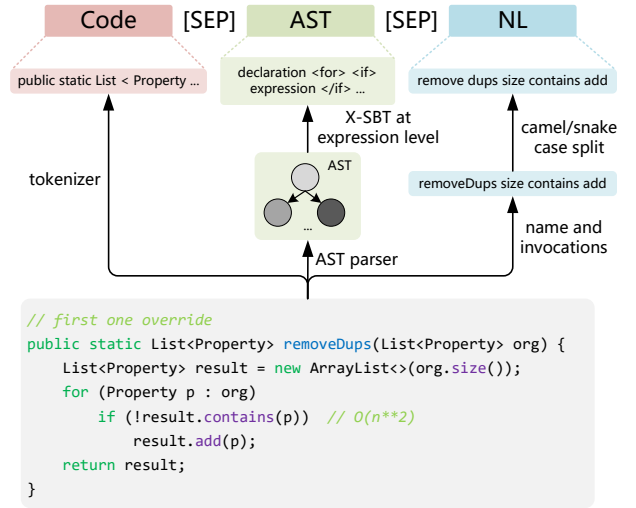 Code [SEP] AST [SEP] NL
public static List < Property ...
declaration <for> <if>
expression </if> ...
remove dups size contains add
X-SBT at
expression level
camel/snake
case split
tokenizer
AST
...
removeDups size contains add
name and
invocations
AST parser
// first one override
public static List<Property> removeDups(List<Property> org) {
    List<Property> result = new ArrayList<>(org.size());
    for (Property p : org)
        if (!result.contains(p))  // O(n**2)
            result.add(p);
    return result;
}